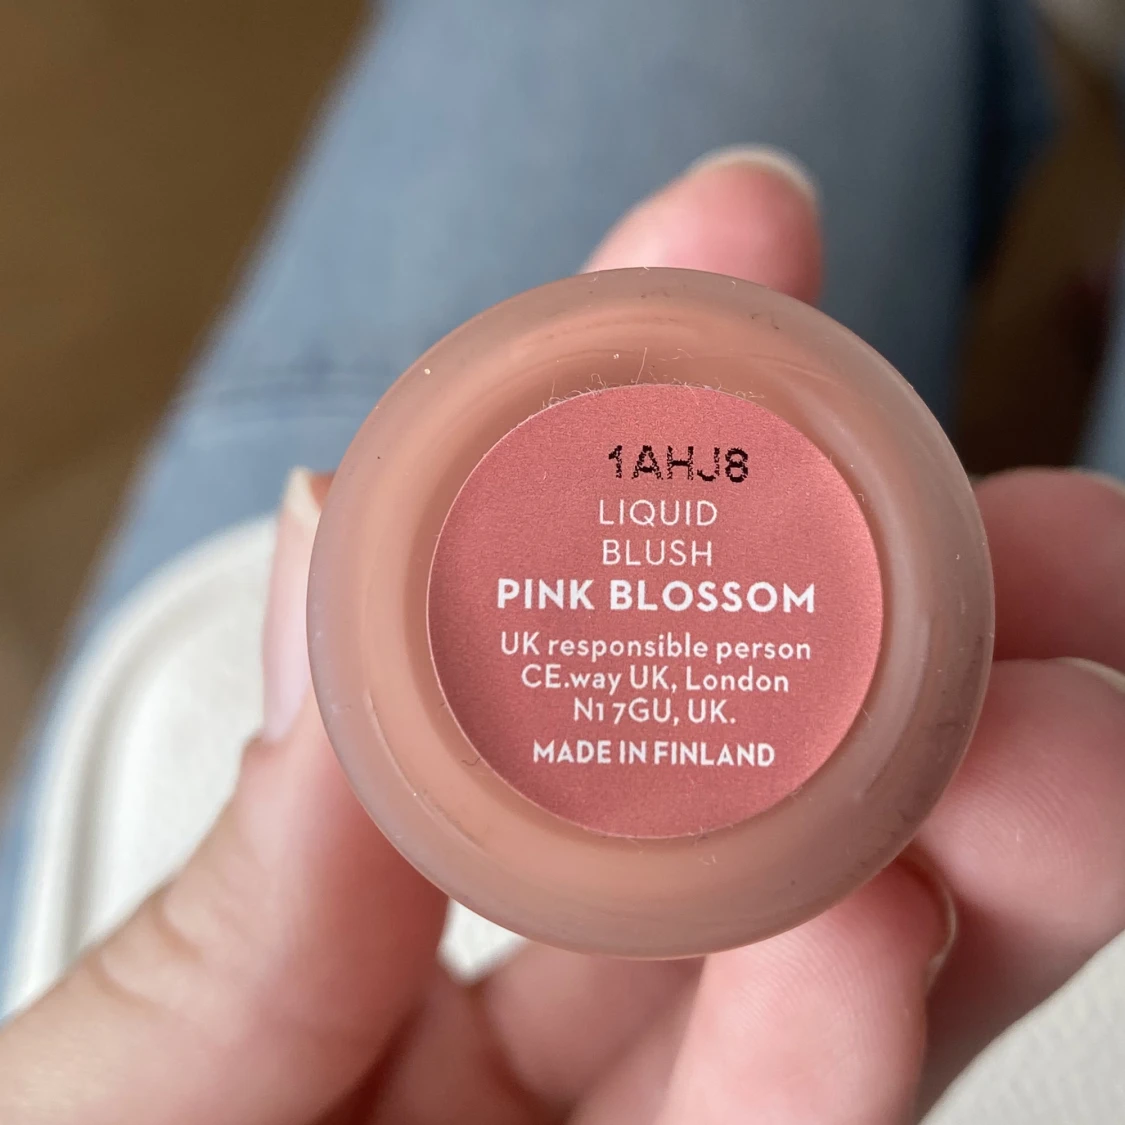 1AHJ8
LIQUID
BLUSH
PINK BLOSSOM
UK responsible person
CE.way UK, London
N1 7GU, UK.
MADE IN FINLAND